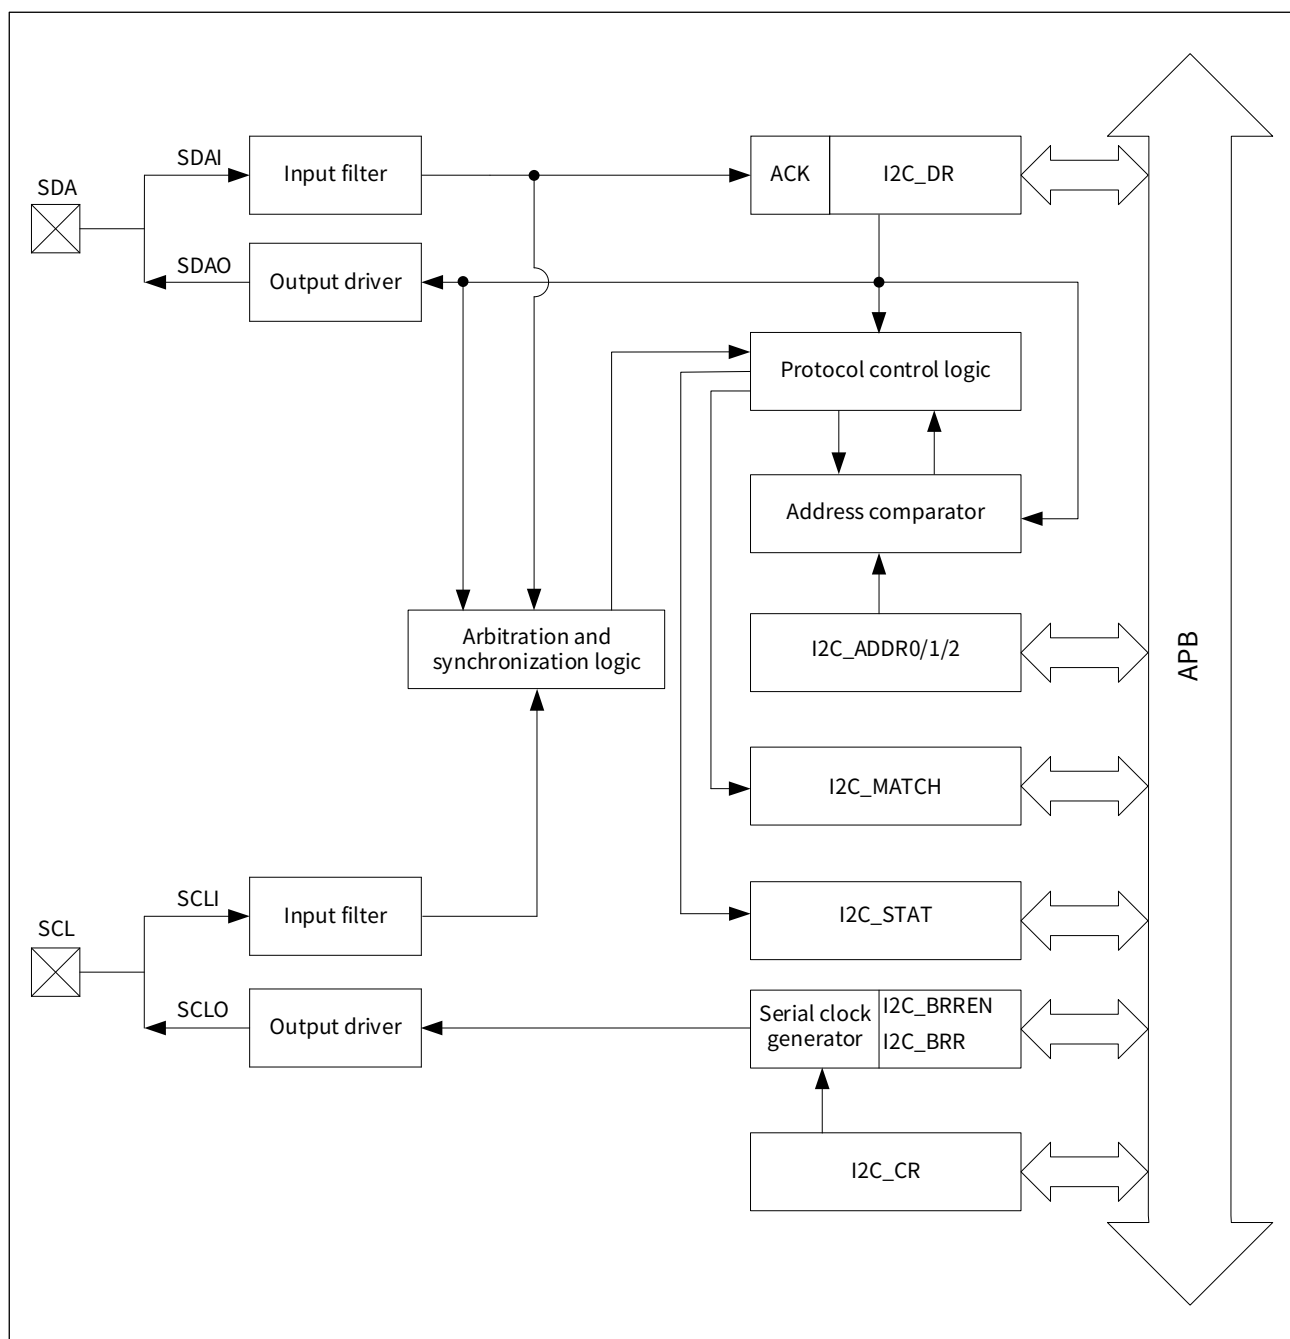 SDA
SDAI
Input filter
ACK
I2C_DR
SDAO
Output driver
Protocol control logic
Address comparator
Arbitration and
synchronization logic
I2C_ADDR0/1/2
APB
I2C_MATCH
SCL
SCLI
Input filter
I2C_STAT
SCLO
Output driver
Serial clock
generator
I2C_BRREN
I2C_BRR
I2C_CR